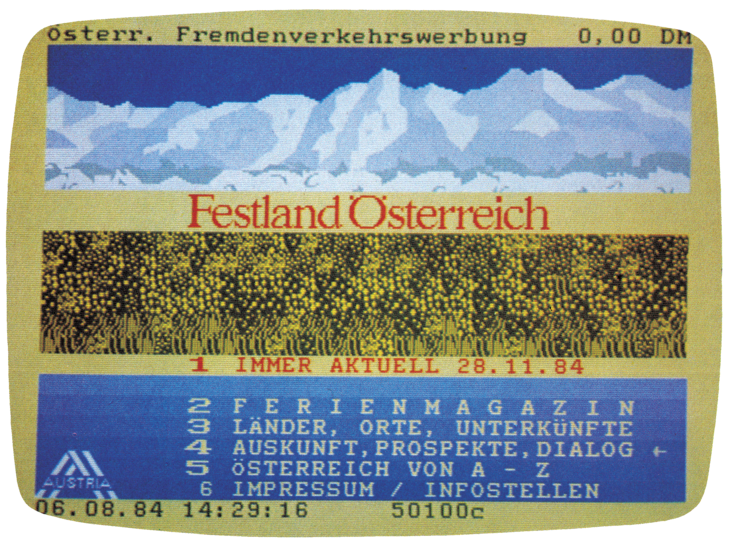 österr. Fremdenverkehrswerbung 0,00 DM
Festland Österreich
1 IMMER AKTUELL 28.11.84
2 FERIENMAGAZIN
3 LÄNDER, ORTE, UNTERKÜNFTE
4 AUSKUNFT,PROSPEKTE,DIALOG ←
5 ÖSTERREICH VON A - Z
6 IMPRESSUM / INFOSTELLEN
AUSTRIA
06.08.84 14:29:16 50100c